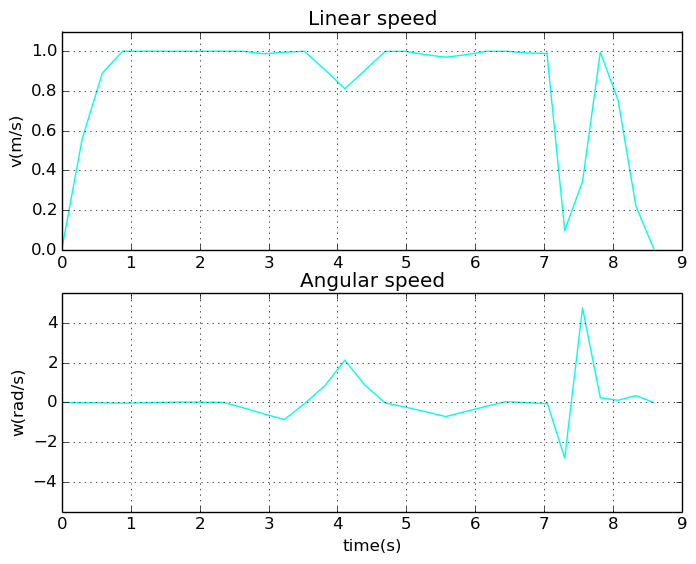 Linear speed
1.0
0.8
0.6
0.4
0.2
0.0
v(m/s)
0 1 2 3 4 5 6 7 8 9
Angular speed
4
2
0
−2
−4
w(rad/s)
0 1 2 3 4 5 6 7 8 9
time(s)